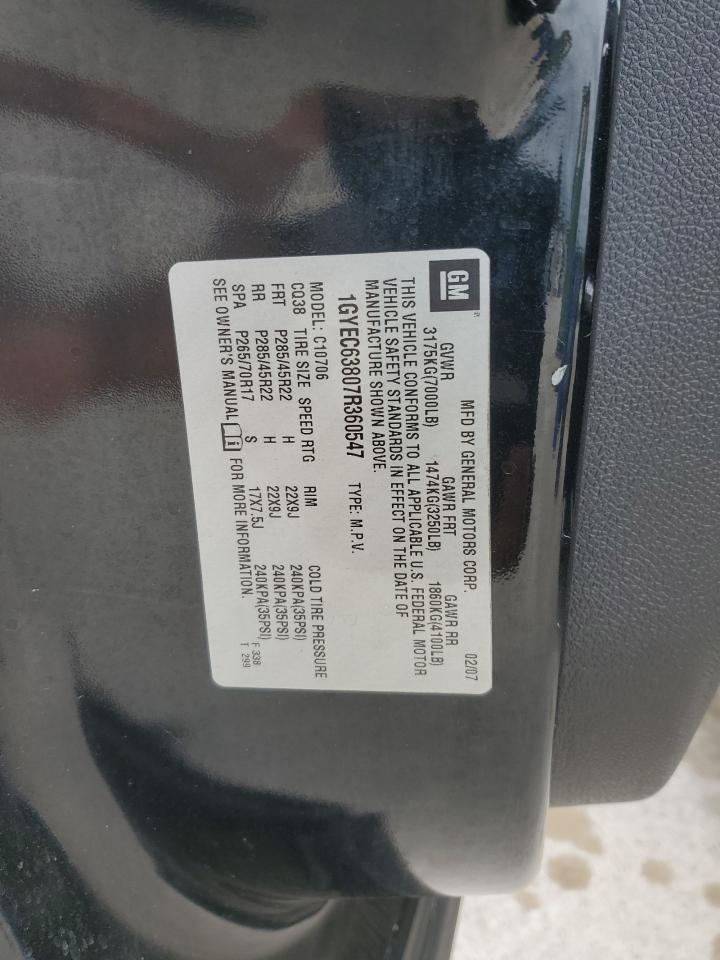 GM
MFD BY GENERAL MOTORS CORP. 02/07
GVWR GAWR FRT GAWR RR
3175KG(7000LB) 1474KG(3250LB) 1860KG(4100LB)
THIS VEHICLE CONFORMS TO ALL APPLICABLE U.S. FEDERAL MOTOR
VEHICLE SAFETY STANDARDS IN EFFECT ON THE DATE OF
MANUFACTURE SHOWN ABOVE.
1GYEC63807R360547 TYPE: M.P.V.
MODEL: C10706
CQ38 TIRE SIZE SPEED RTG RIM COLD TIRE PRESSURE
FRT P285/45R22 H 22X9J 240KPA(35PSI)
RR P285/45R22 H 22X9J 240KPA(35PSI)
SPA P265/70R17 S 17X7.5J 240KPA(35PSI)
SEE OWNER'S MANUAL FOR MORE INFORMATION.
F 338
T 299